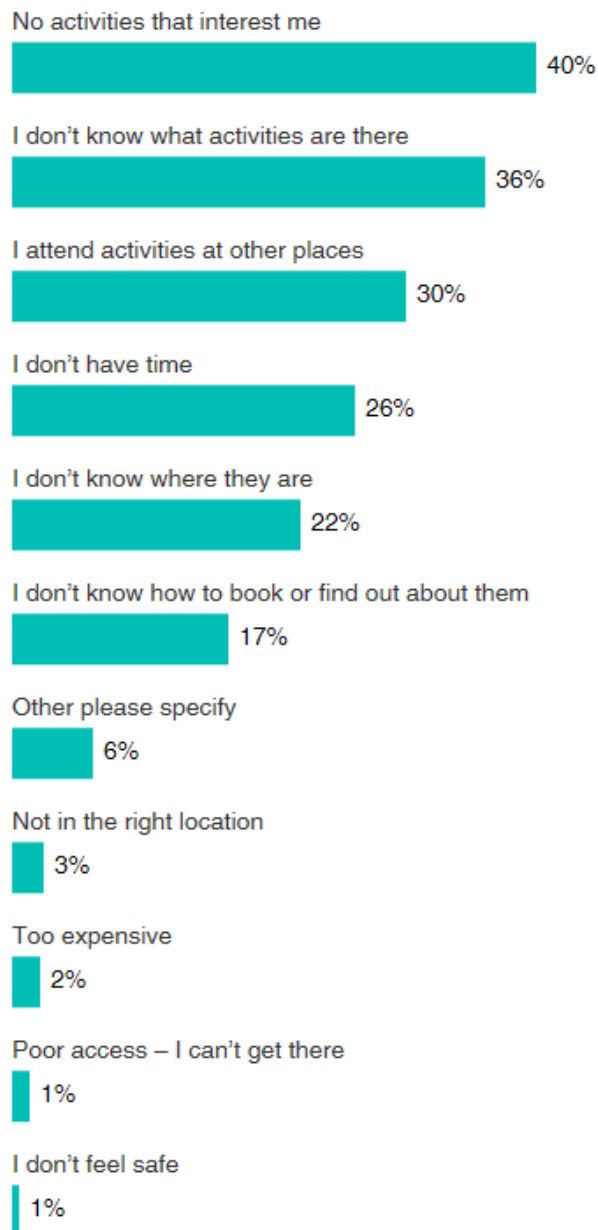 No activities that interest me
40%
I don't know what activities are there
36%
I attend activities at other places
30%
I don't have time
26%
I don't know where they are
22%
I don't know how to book or find out about them
17%
Other please specify
6%
Not in the right location
3%
Too expensive
2%
Poor access – I can't get there
1%
I don't feel safe
1%